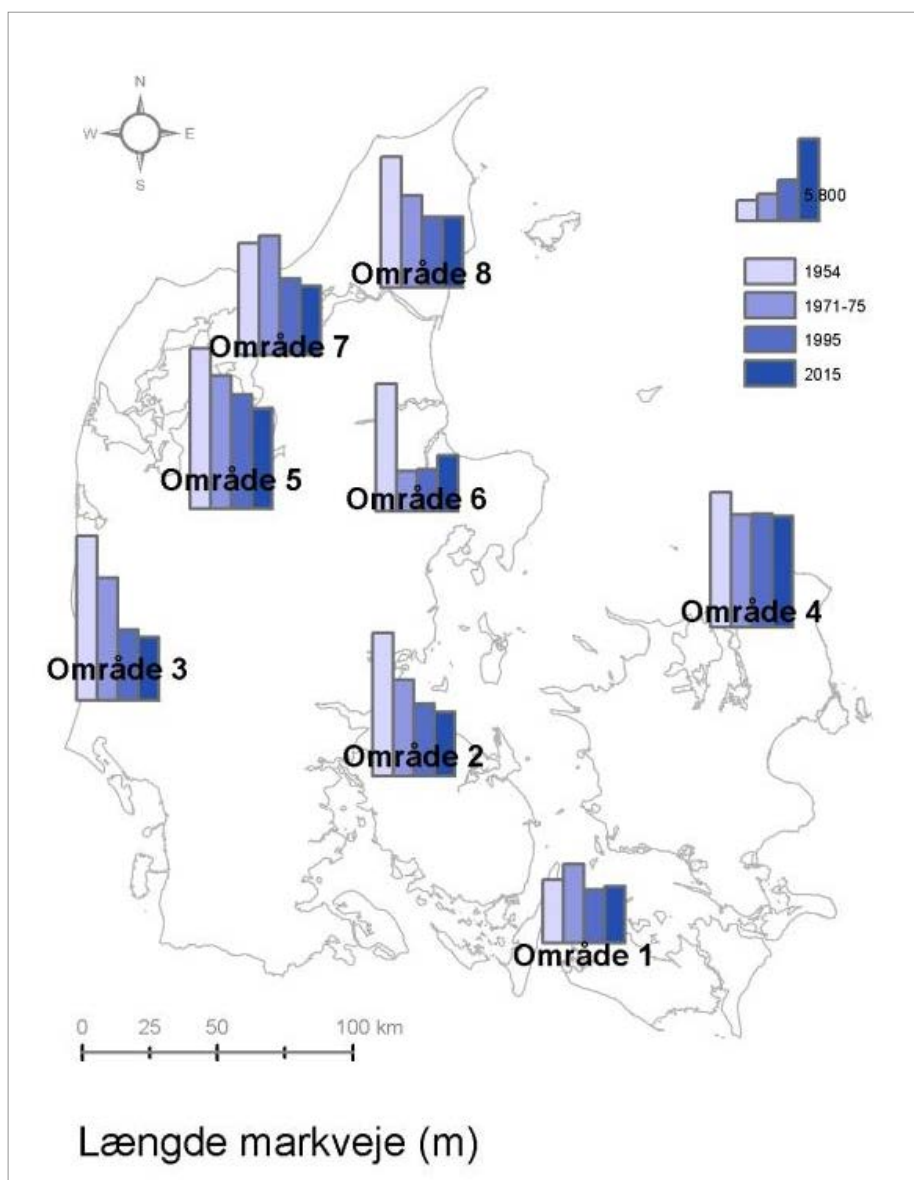 N
W E
S
5,800
1954
1971-75
1995
2015
Område 8
Område 7
Område 5
Område 6
Område 4
Område 3
Område 2
Område 1
0 25 50 100 km
Længde markveje (m)